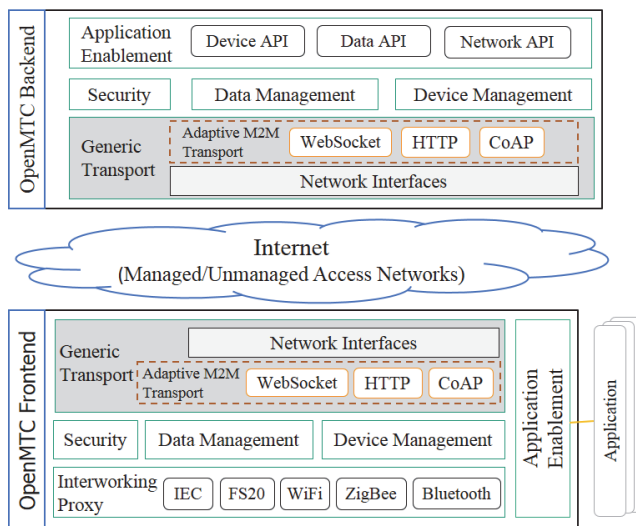 OpenMTC Backend
Application
Enablement
Device API
Data API
Network API
Security
Data Management
Device Management
Generic
Transport
Adaptive M2M
Transport
WebSocket
HTTP
CoAP
Network Interfaces
Internet
(Managed/Unmanaged Access Networks)
OpenMTC Frontend
Generic
Transport
Network Interfaces
Adaptive M2M
Transport
WebSocket
HTTP
CoAP
Security
Data Management
Device Management
Interworking
Proxy
IEC
FS20
WiFi
ZigBee
Bluetooth
Application
Enablement
Application